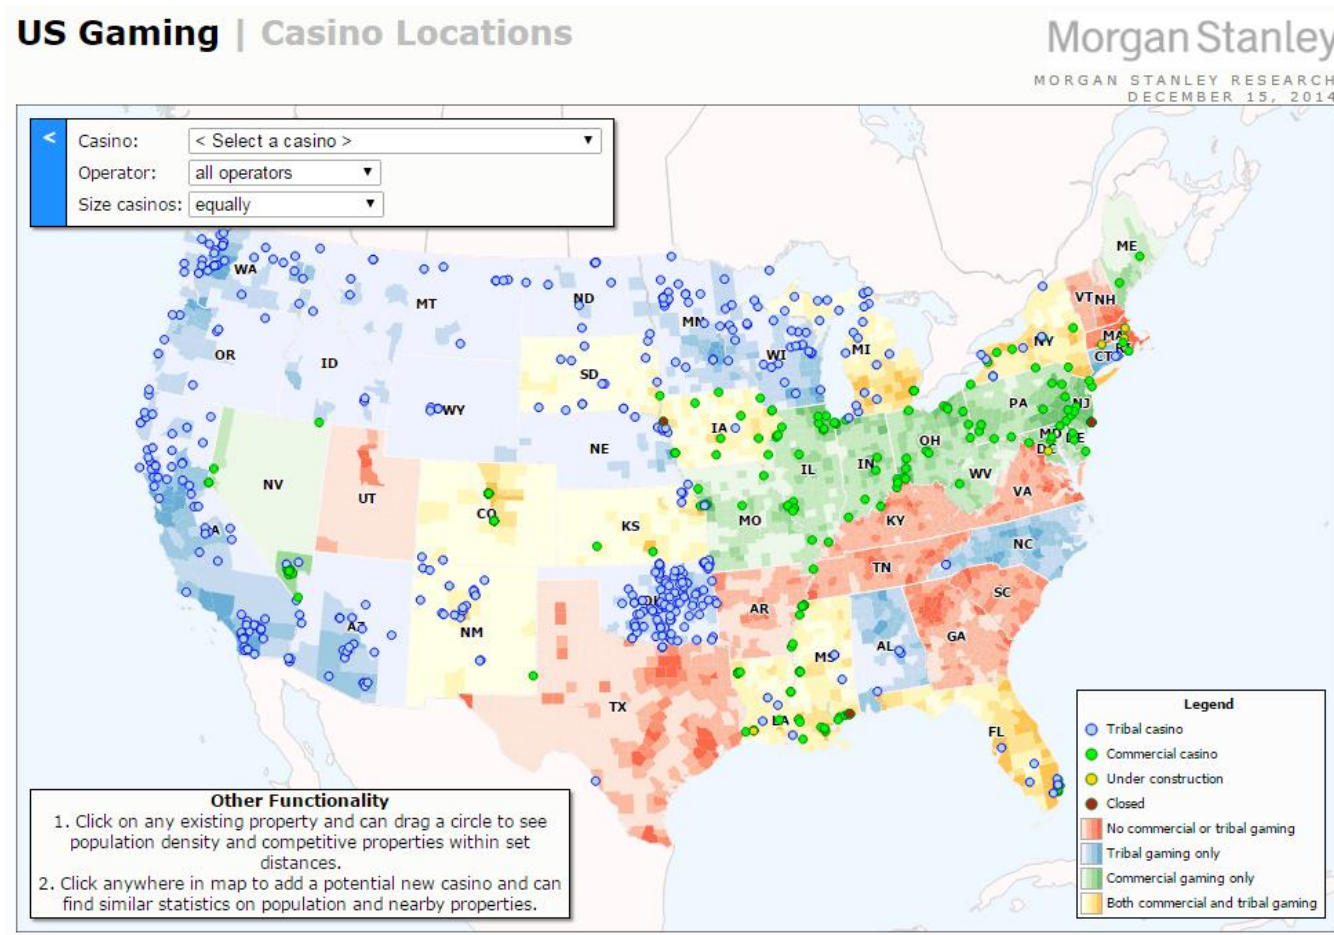 US Gaming | Casino Locations
Morgan Stanley
MORGAN STANLEY RESEARCH
DECEMBER 15, 2014
<
Casino: < Select a casino > ▼
Operator: all operators ▼
Size casinos: equally ▼
WA
MT
ND
MN
ME
VT NH
OR
ID
SD
WI
MI
NY
MA
CT
WY
NE
IA
PA
NJ
OH
MD
DE
NV
UT
CO
KS
IL
IN
WV
VA
MO
KY
NC
TN
AZ
NM
AR
SC
MS
AL
GA
TX
LA
FL
Other Functionality
1. Click on any existing property and can drag a circle to see
population density and competitive properties within set
distances.
2. Click anywhere in map to add a potential new casino and can
find similar statistics on population and nearby properties.
Legend
Tribal casino
Commercial casino
Under construction
Closed
No commercial or tribal gaming
Tribal gaming only
Commercial gaming only
Both commercial and tribal gaming